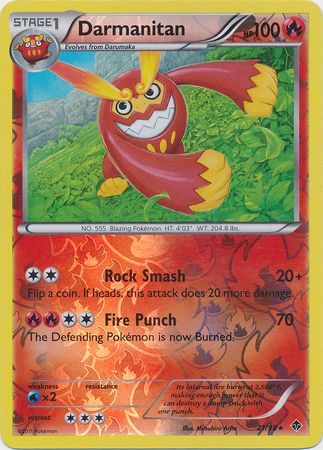 STAGE1
Darmanitan
HP100
Evolves from Darumaka
NO. 555 Blazing Pokémon HT: 4'03" WT: 204.8 lbs.
Rock Smash 20+
Flip a coin. If heads, this attack does 20 more damage.
Fire Punch 70
The Defending Pokémon is now Burned.
weakness resistance
×2
retreat
Its internal fire burns at 2,500° F,
making enough power that it
can destroy a dump truck with
one punch.
©2011 Pokémon
Illus. Mitsuhiro Arita
/98